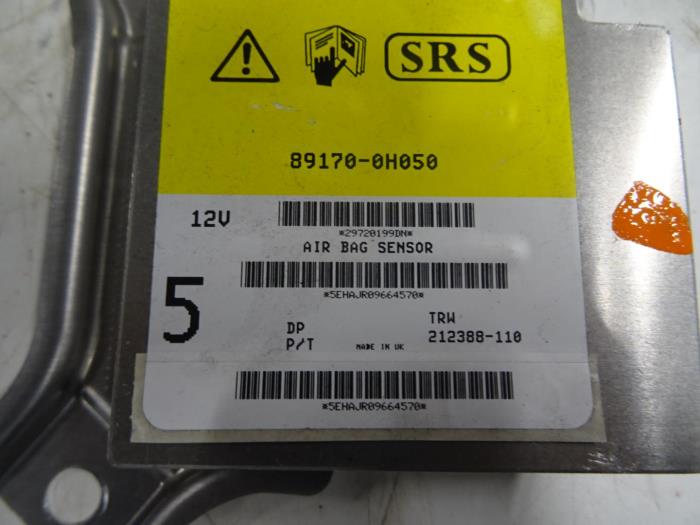 SRS
89170-0H050
12V
*29720199DN*
AIR BAG SENSOR
*5EHAJR09664570*
5
DP
TRW
P/T
MADE IN UK
212388-110
*5EHAJR09664570*